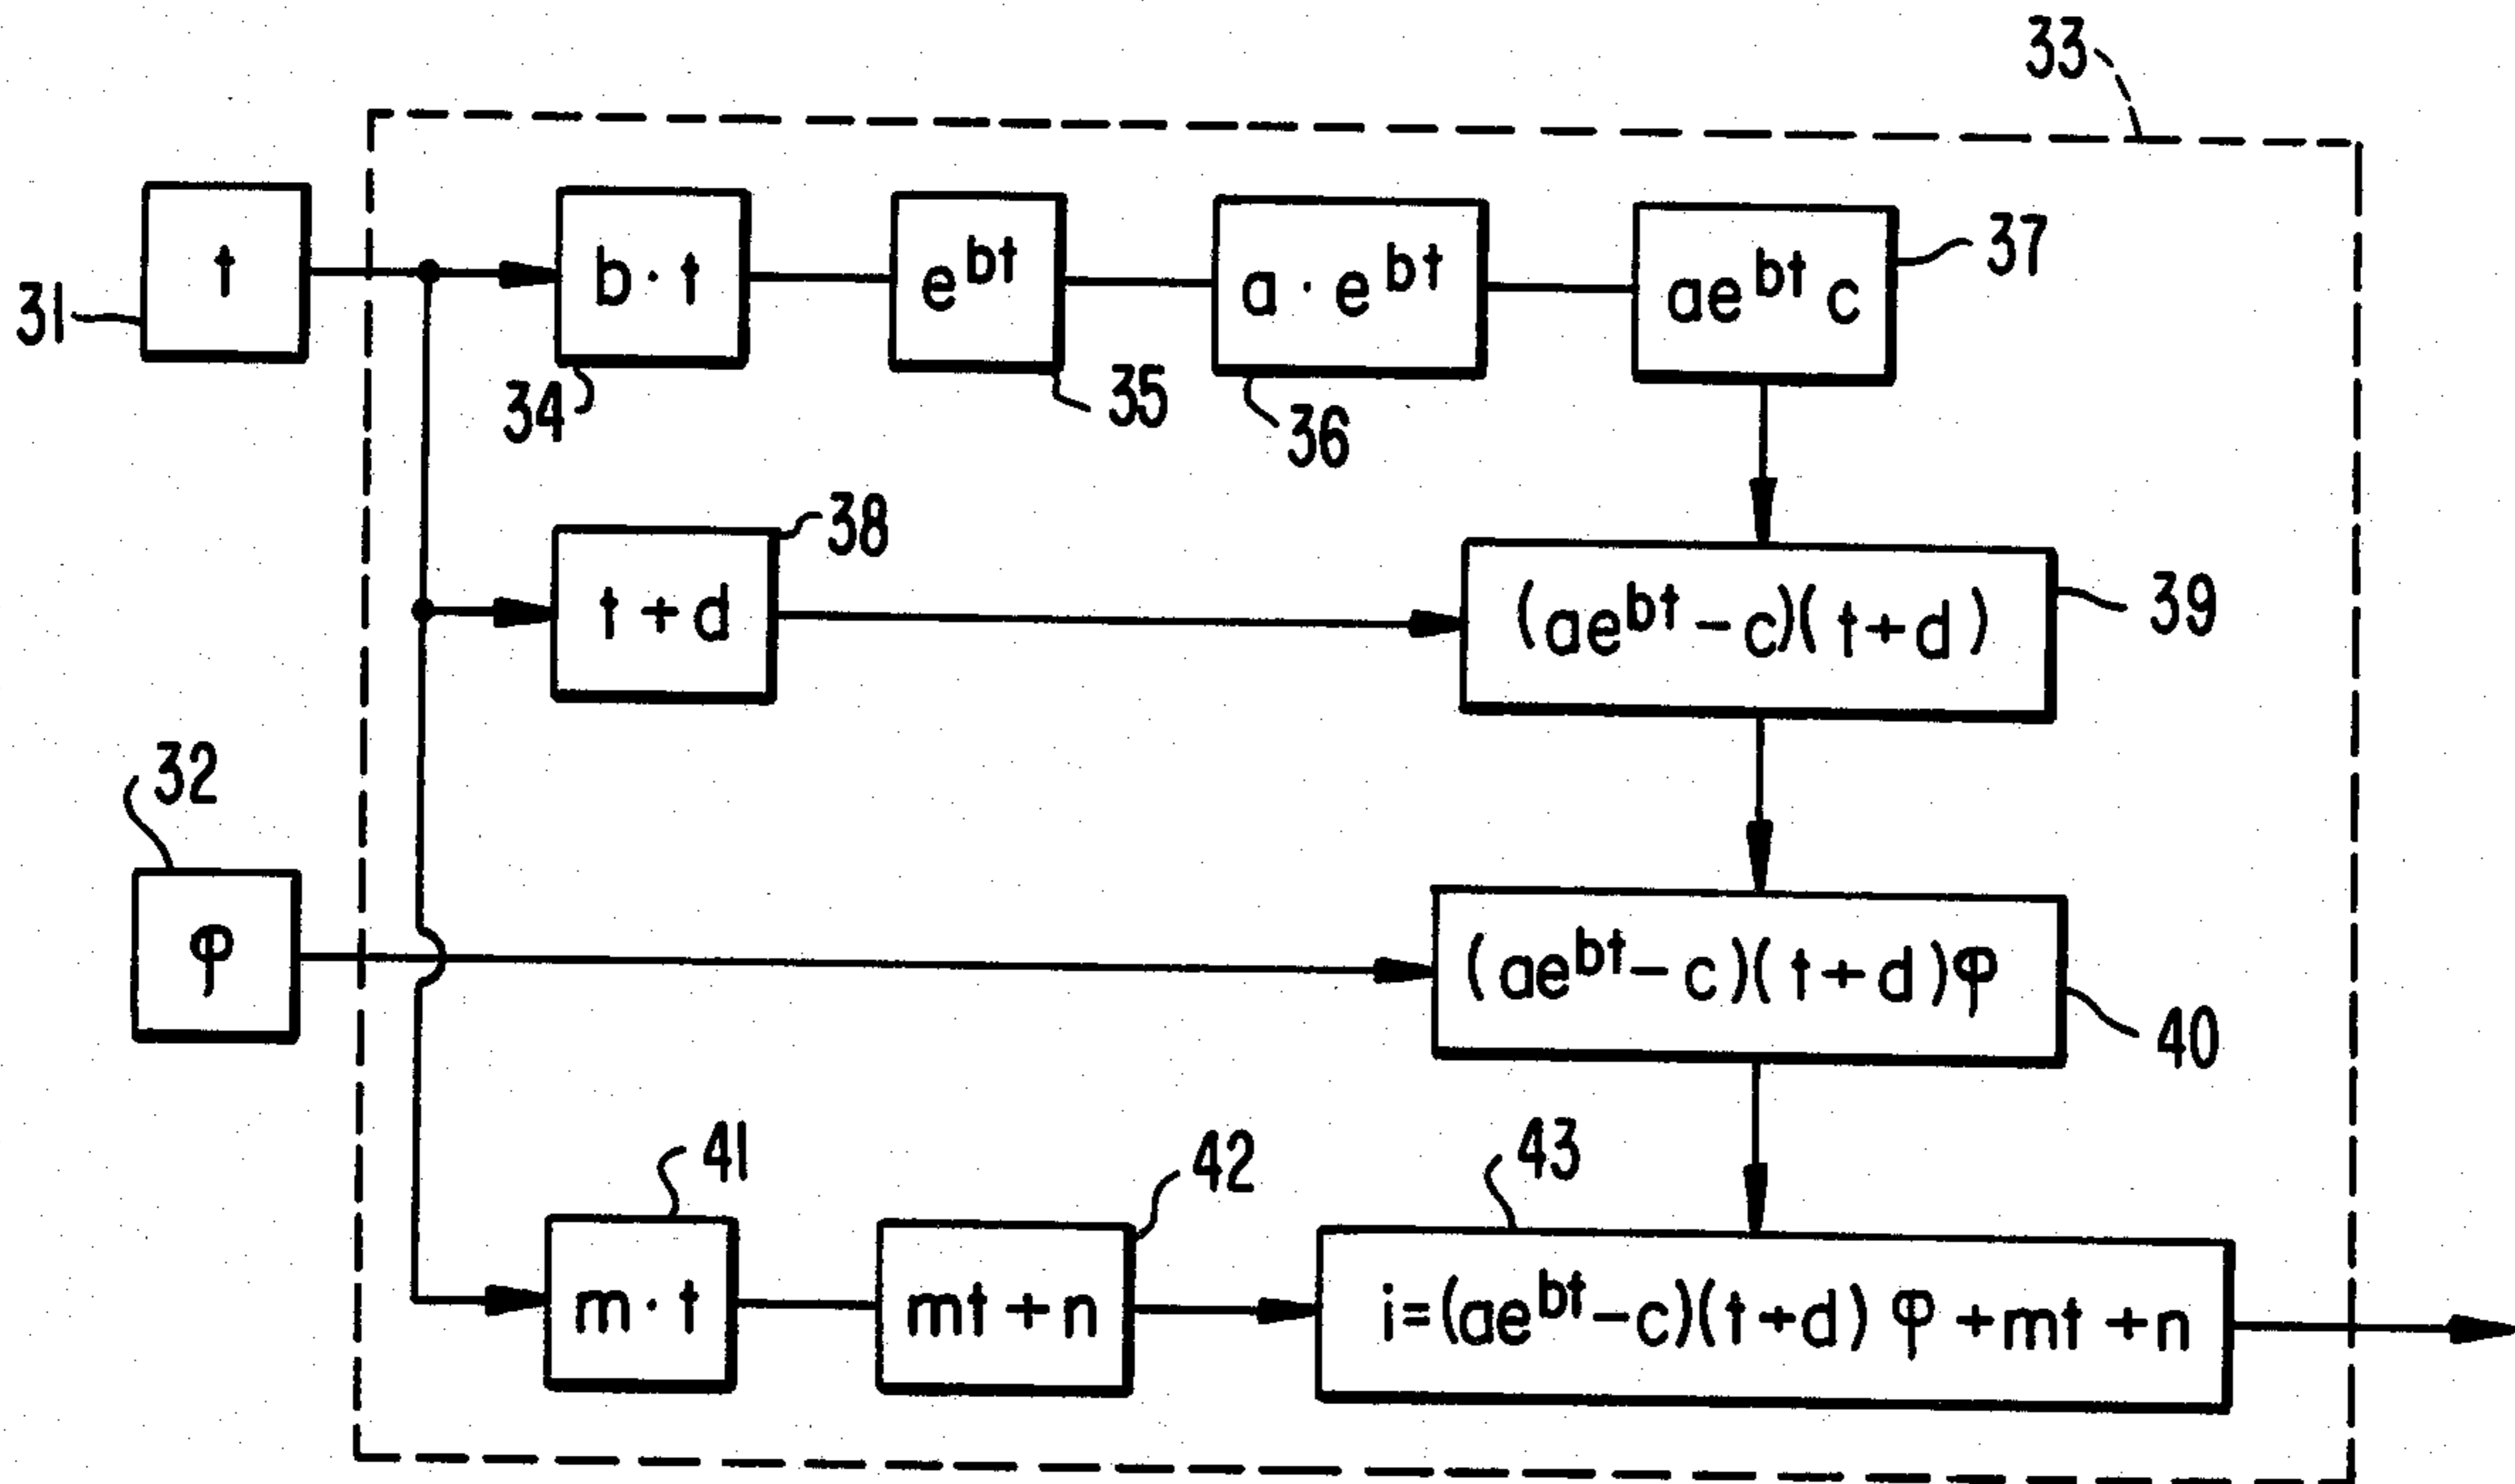 33
t
b · t
e^bt
a · e^bt
ae^bt c
37
31
34
35
36
38
t + d
(ae^bt - c)(t+d)
39
32
φ
(ae^bt - c)(t+d)φ
40
41
42
43
m · t
mt + n
i=(ae^bt - c)(t+d) φ + mt + n